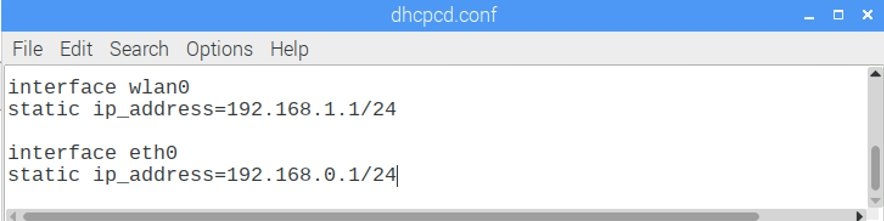 dhcpcd.conf
File Edit Search Options Help
interface wlan0
static ip_address=192.168.1.1/24
interface eth0
static ip_address=192.168.0.1/24